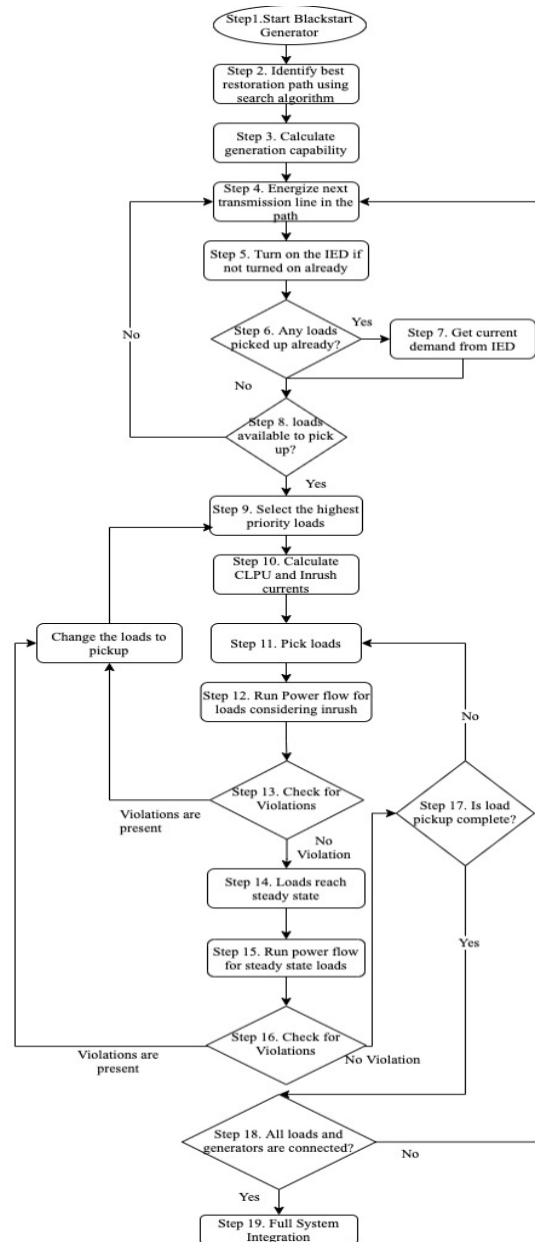 Step1.Start Blackstart
Generator
Step 2. Identify best
restoration path using
search algorithm
Step 3. Calculate
generation capability
Step 4. Energize next
transmission line in the
path
Step 5. Turn on the IED if
not turned on already
Step 6. Any loads
picked up already?
Yes
Step 7. Get current
demand from IED
No
No
Step 8. loads
available to pick
up?
Yes
Step 9. Select the highest
priority loads
Step 10. Calculate
CLPU and Inrush
currents
Change the loads to
pickup
Step 11. Pick loads
Step 12. Run Power flow for
loads considering inrush
No
Step 13. Check for
Violations
Violations are
present
No
Violation
Step 17. Is load
pickup complete?
Step 14. Loads reach
steady state
Yes
Step 15. Run power flow
for steady state loads
Step 16. Check for
Violations
Violations are
present
No Violation
Step 18. All loads and
generators are connected?
No
Yes
Step 19. Full System
Integration